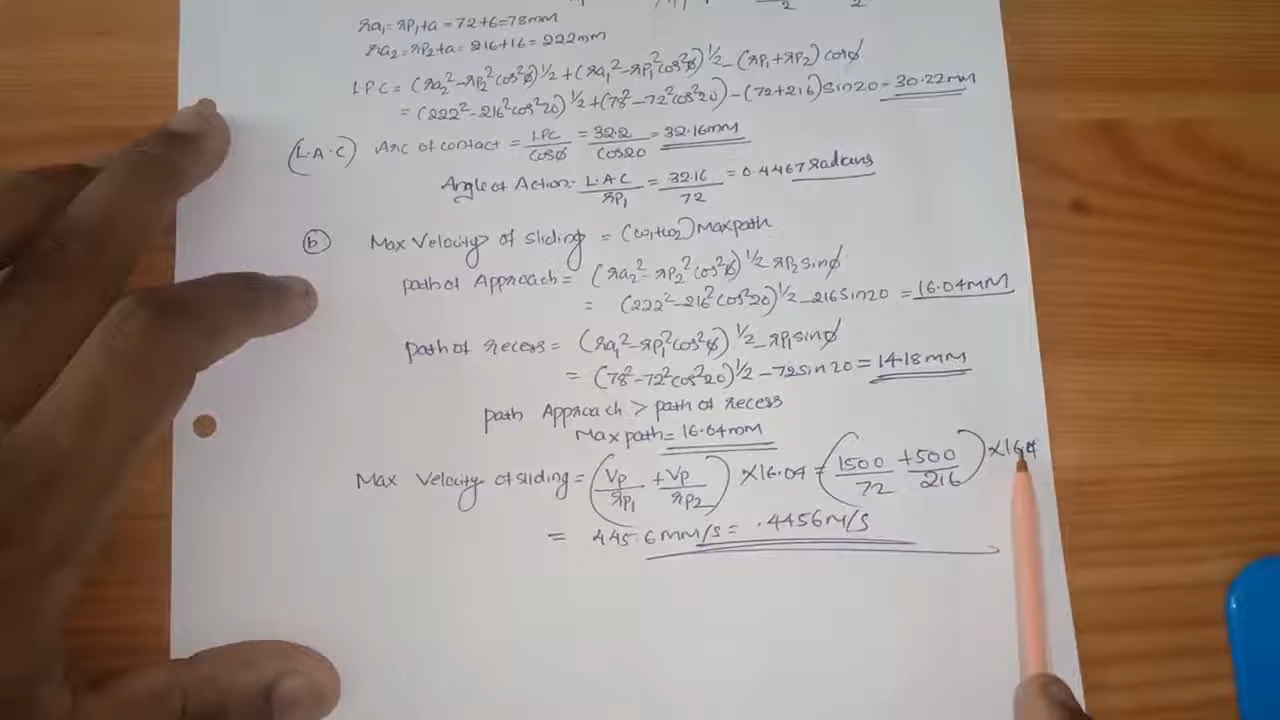 ra₁ = rP₁+a = 72+6 = 78mm
ra₂ = rP₂+a = 216+16 = 222mm
L.P.C = (ra₂² - rP₂² cos²ϕ)^1/2 + (ra₁² - rP₁² cos²ϕ)^1/2 - (rP₁+rP₂) cosϕ
= (222² - 216² cos²20)^1/2 + (78² - 72² cos²20) - (72+216) sin20 - 30.22mm
(L.A.C) Arc of contact = L.P.C/cosϕ = 32.2/cos20 = 32.16mm
Angle of Action: L.A.C/rP₁ = 32.16/72 = 0.4467 radians
(b) Max Velocity of sliding = (ω₁+ω₂) Max path
path of Approach = (ra₂² - rP₂² cos²ϕ)^1/2 rP₂ sinϕ
= (222² - 216² cos²20)^1/2 - 216 sin20 = 16.04mm
path of recess = (ra₁² - rP₁² cos²ϕ)^1/2 - rP₁ sinϕ
= (78² - 72² cos²20)^1/2 - 72 sin20 = 14.18mm
path Approach > path of recess
Max path = 16.04mm
Max Velocity of sliding = (Vp/rP₁ + Vp/rP₂) × 16.04 = (1500/72 + 500/216) × 16.04
= 445.6mm/s = .4456m/s